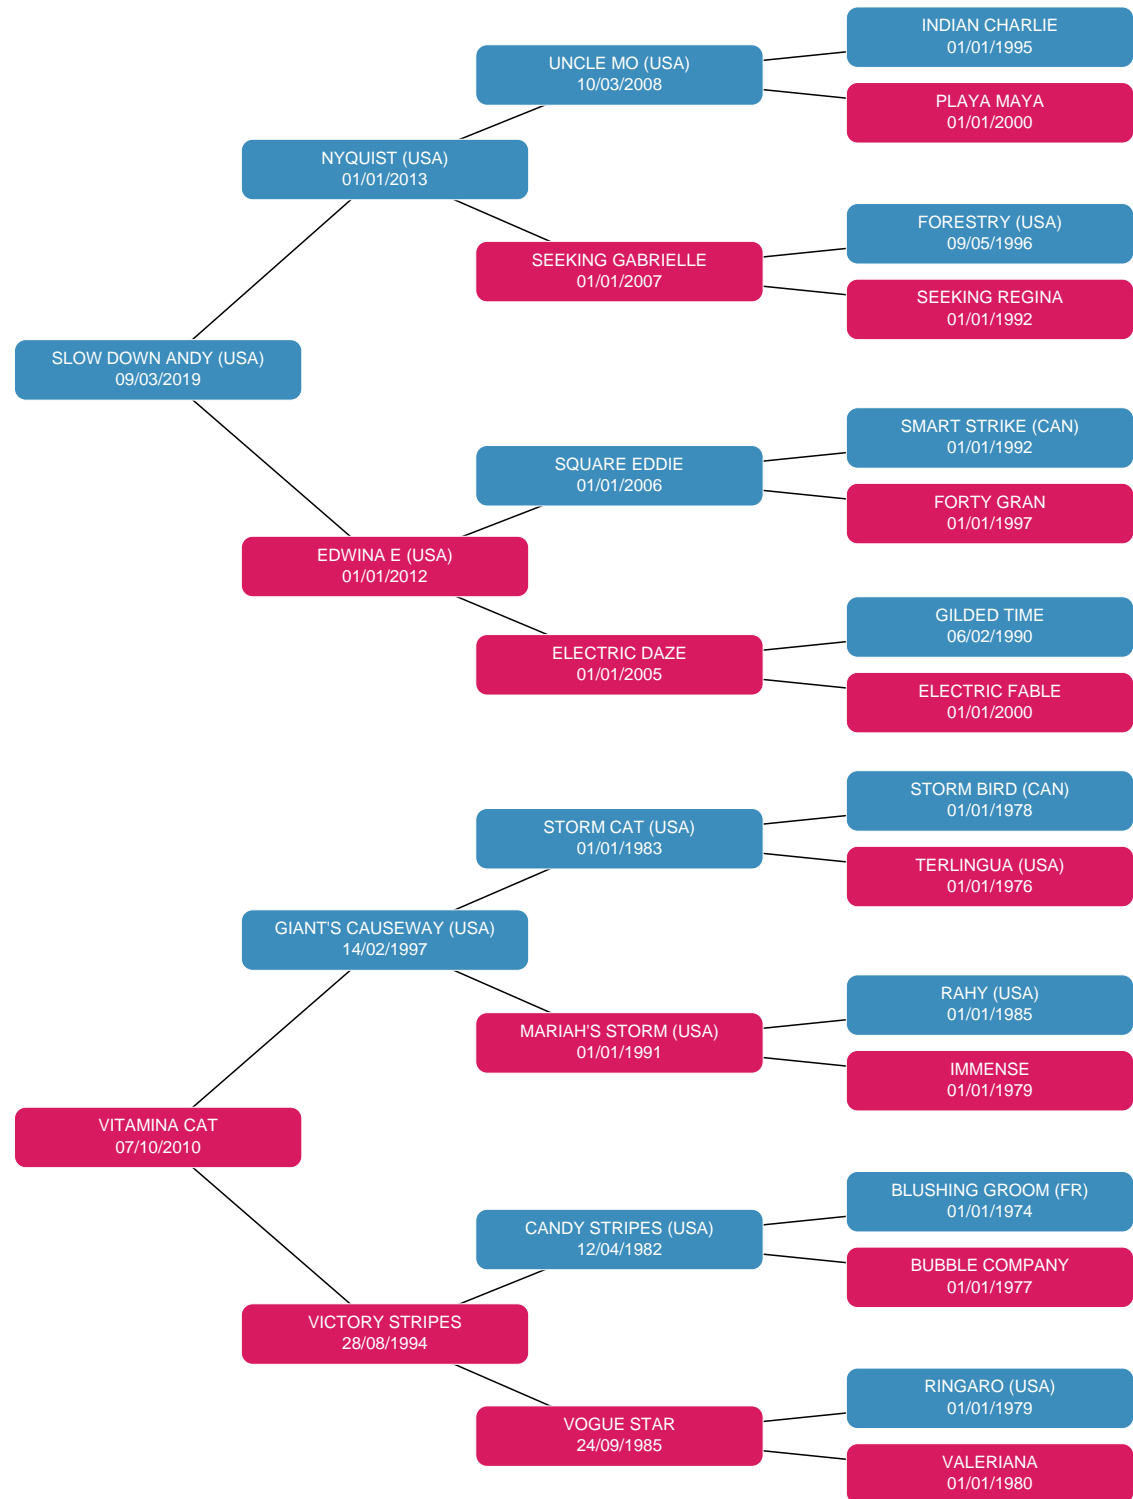 INDIAN CHARLIE
01/01/1995
UNCLE MO (USA)
10/03/2008
PLAYA MAYA
01/01/2000
NYQUIST (USA)
01/01/2013
FORESTRY (USA)
09/05/1996
SEEKING GABRIELLE
01/01/2007
SEEKING REGINA
01/01/1992
SLOW DOWN ANDY (USA)
09/03/2019
SMART STRIKE (CAN)
01/01/1992
SQUARE EDDIE
01/01/2006
FORTY GRAN
01/01/1997
EDWINA E (USA)
01/01/2012
GILDED TIME
06/02/1990
ELECTRIC DAZE
01/01/2005
ELECTRIC FABLE
01/01/2000
STORM BIRD (CAN)
01/01/1978
STORM CAT (USA)
01/01/1983
TERLINGUA (USA)
01/01/1976
GIANT'S CAUSEWAY (USA)
14/02/1997
RAHY (USA)
01/01/1985
MARIAH'S STORM (USA)
01/01/1991
IMMENSE
01/01/1979
VITAMINA CAT
07/10/2010
BLUSHING GROOM (FR)
01/01/1974
CANDY STRIPES (USA)
12/04/1982
BUBBLE COMPANY
01/01/1977
VICTORY STRIPES
28/08/1994
RINGARO (USA)
01/01/1979
VOGUE STAR
24/09/1985
VALERIANA
01/01/1980